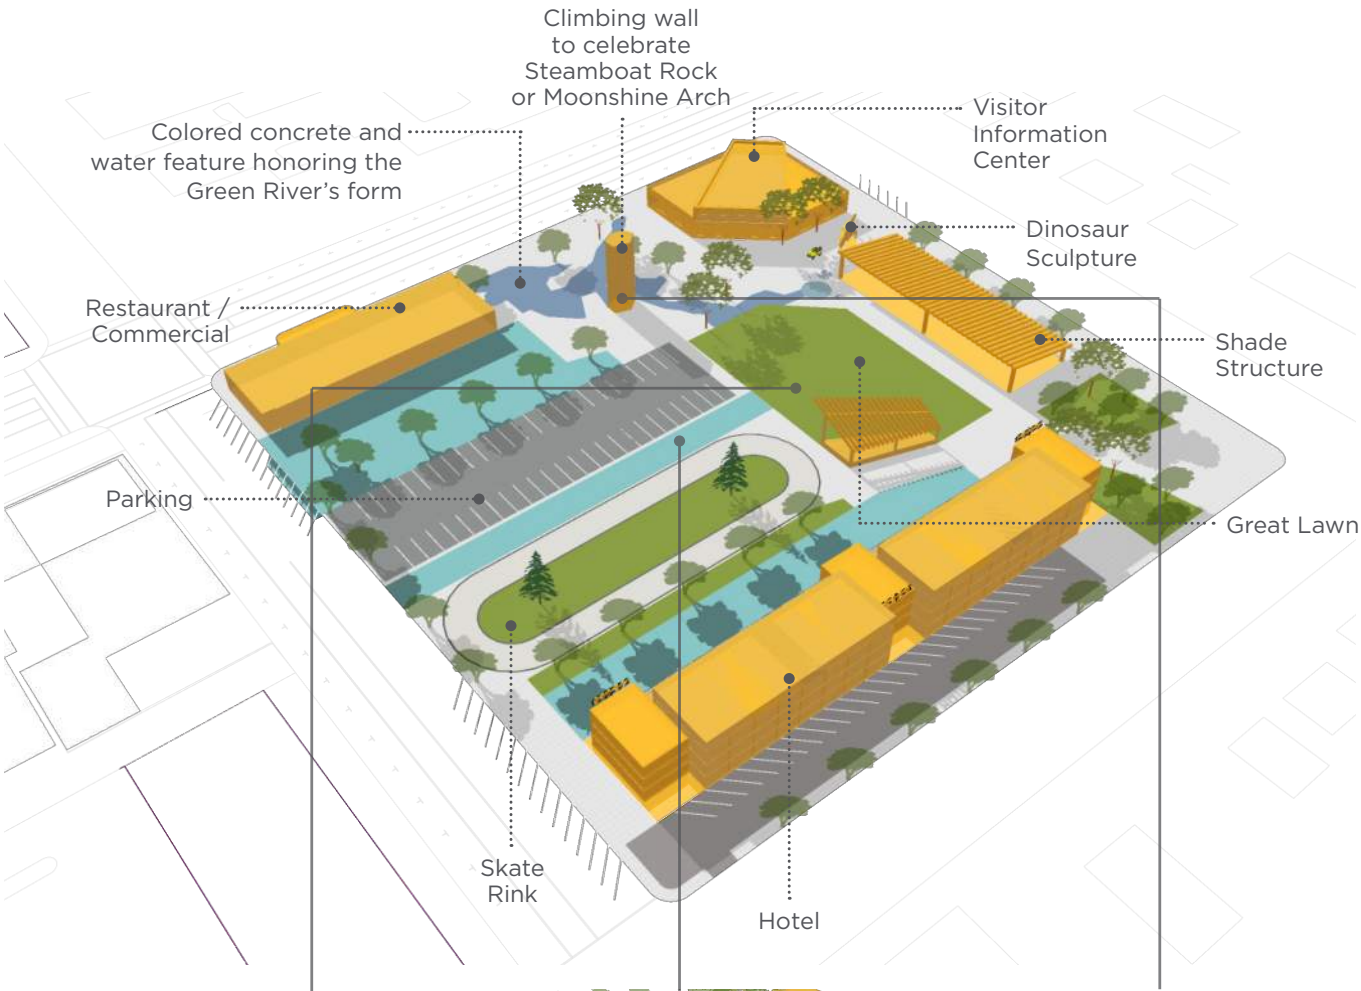 Climbing wall
to celebrate
Steamboat Rock
or Moonshine Arch
Colored concrete and
water feature honoring the
Green River’s form
Visitor
Information
Center
Dinosaur
Sculpture
Restaurant /
Commercial
Shade
Structure
Parking
Great Lawn
Skate
Rink
Hotel